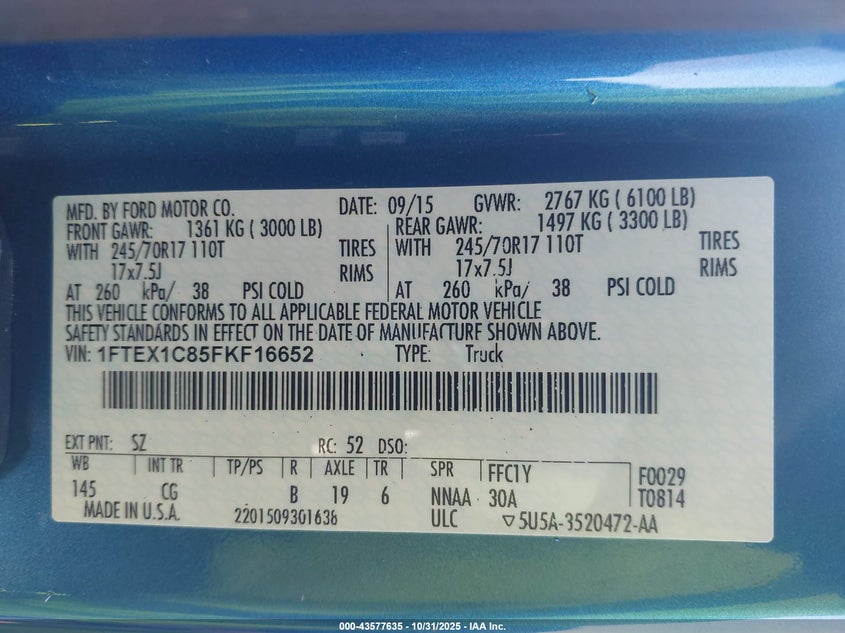 MFD. BY FORD MOTOR CO. DATE: 09/15 GVWR: 2767 KG ( 6100 LB)
FRONT GAWR: 1361 KG ( 3000 LB) REAR GAWR: 1497 KG ( 3300 LB)
WITH 245/70R17 110T TIRES WITH 245/70R17 110T TIRES
17x7.5J RIMS 17x7.5J RIMS
AT 260 kPa/ 38 PSI COLD AT 260 kPa/ 38 PSI COLD
THIS VEHICLE CONFORMS TO ALL APPLICABLE FEDERAL MOTOR VEHICLE
SAFETY STANDARDS IN EFFECT ON THE DATE OF MANUFACTURE SHOWN ABOVE.
VIN: 1FTEX1C85FKF16652 TYPE: Truck
EXT PNT: SZ RC: 52 DSO:
WB INT TR TP/PS R AXLE TR SPR FFC1Y F0029
145 CG B 19 6 NNAA 30A T0814
MADE IN U.S.A. 2201509301636 ULC ▽5U5A-3520472-AA
000-43577635 - 10/31/2025 - IAA Inc.